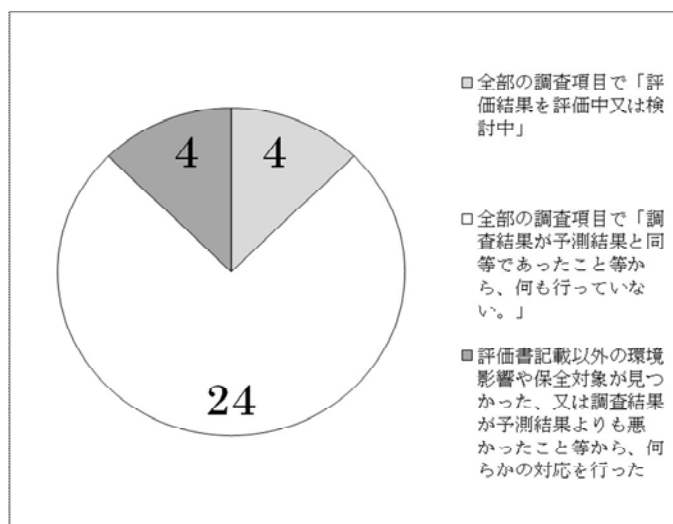 4
4
24
全部の調査項目で「評
価結果を評価中又は検
討中」
全部の調査項目で「調
査結果が予測結果と同
等であったこと等か
ら、何も行っていな
い。」
評価書記載以外の環境
影響や保全対象が見つ
かった、又は調査結果
が予測結果よりも悪
かったこと等から、何
らかの対応を行った